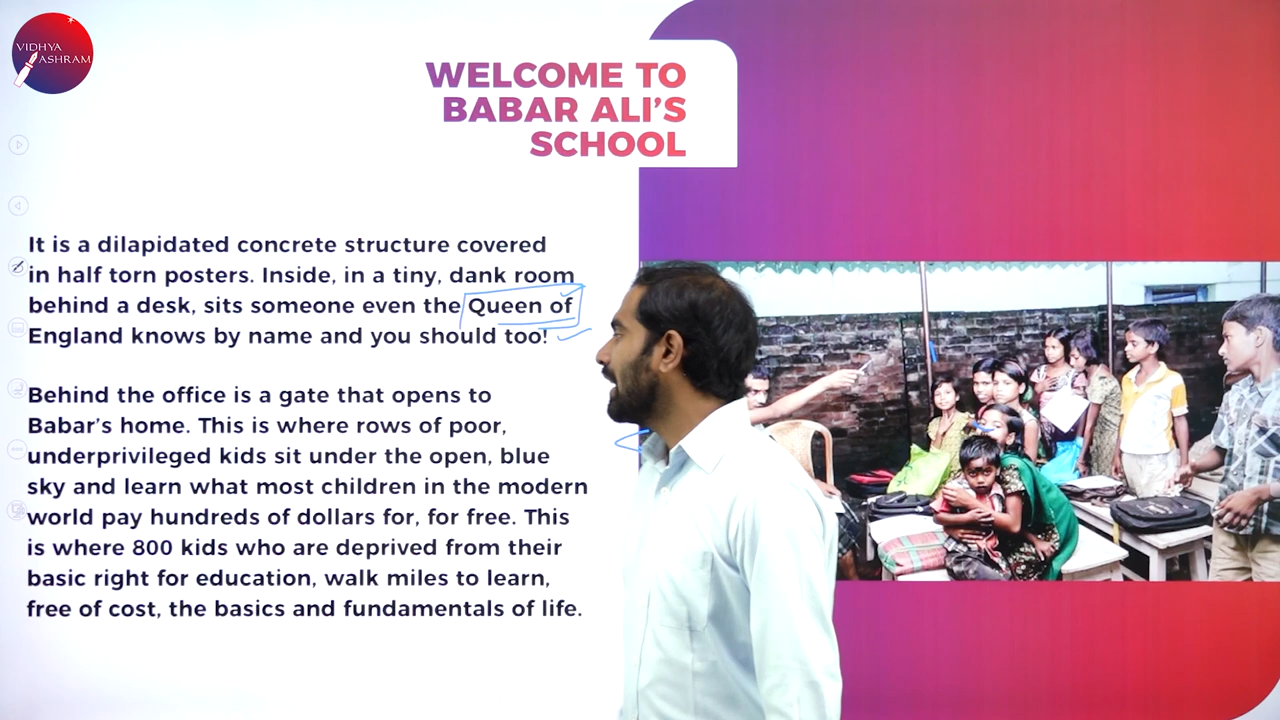 VIDHYA
ASHRAM
WELCOME TO
BABAR ALI'S
SCHOOL
It is a dilapidated concrete structure covered
in half torn posters. Inside, in a tiny, dank room
behind a desk, sits someone even the Queen of
England knows by name and you should too!
Behind the office is a gate that opens to
Babar's home. This is where rows of poor,
underprivileged kids sit under the open, blue
sky and learn what most children in the modern
world pay hundreds of dollars for, for free. This
is where 800 kids who are deprived from their
basic right for education, walk miles to learn,
free of cost, the basics and fundamentals of life.